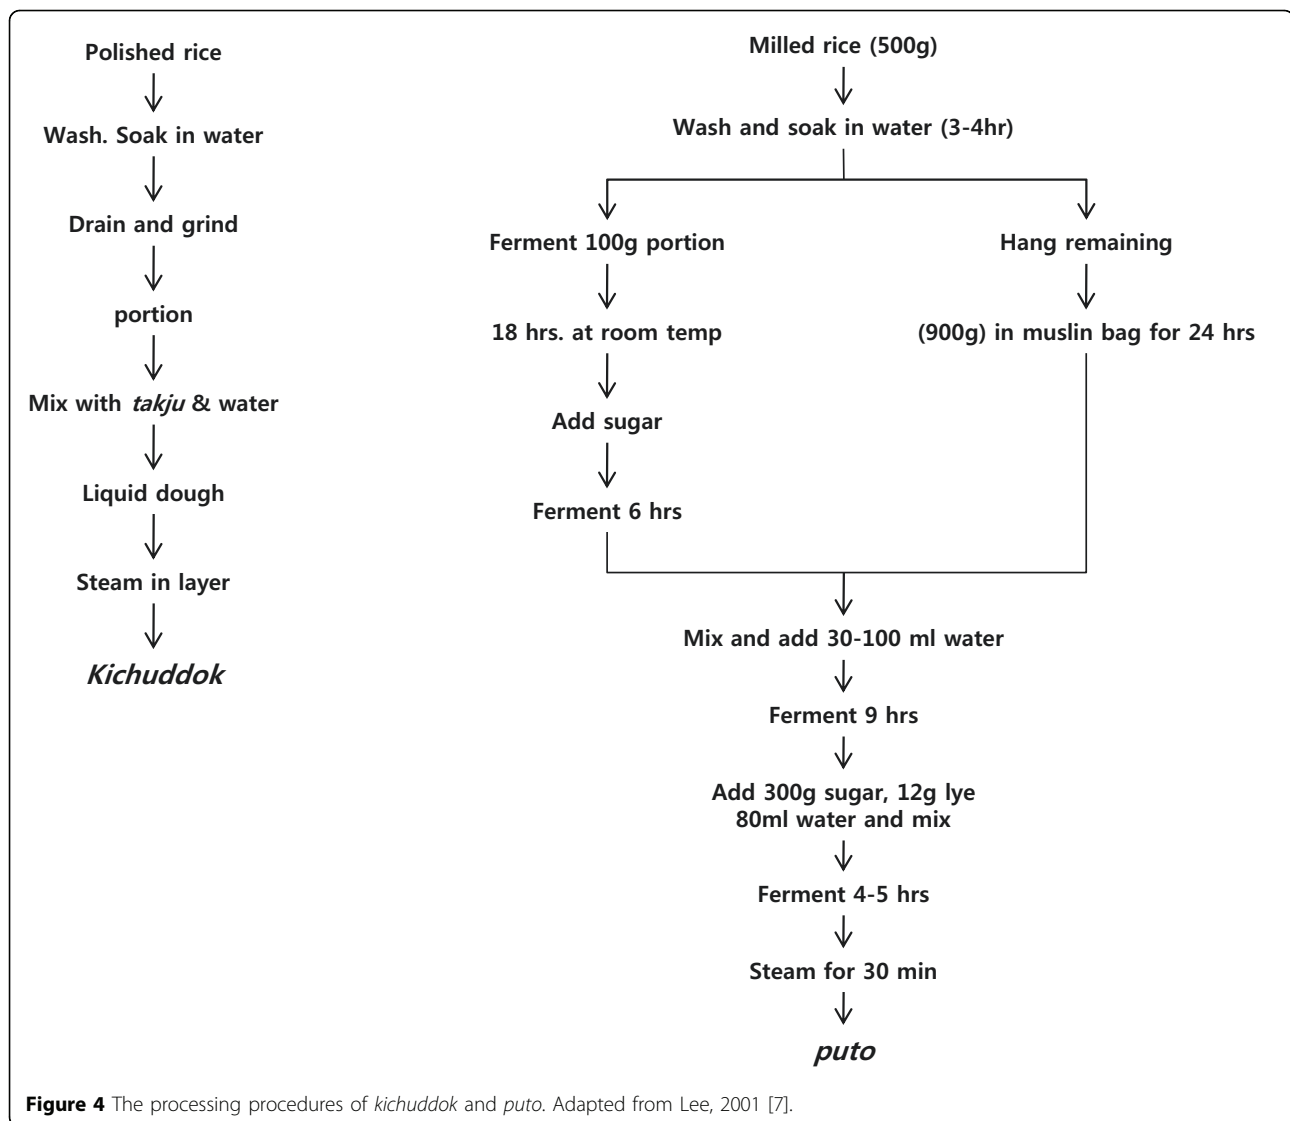 Polished rice
Wash. Soak in water
Drain and grind
portion
Mix with takju & water
Liquid dough
Steam in layer
Kichuddok
Milled rice (500g)
Wash and soak in water (3-4hr)
Ferment 100g portion
18 hrs. at room temp
Add sugar
Ferment 6 hrs
Hang remaining
(900g) in muslin bag for 24 hrs
Mix and add 30-100 ml water
Ferment 9 hrs
Add 300g sugar, 12g lye
80ml water and mix
Ferment 4-5 hrs
Steam for 30 min
puto
Figure 4 The processing procedures of kichuddok and puto. Adapted from Lee, 2001 [7].